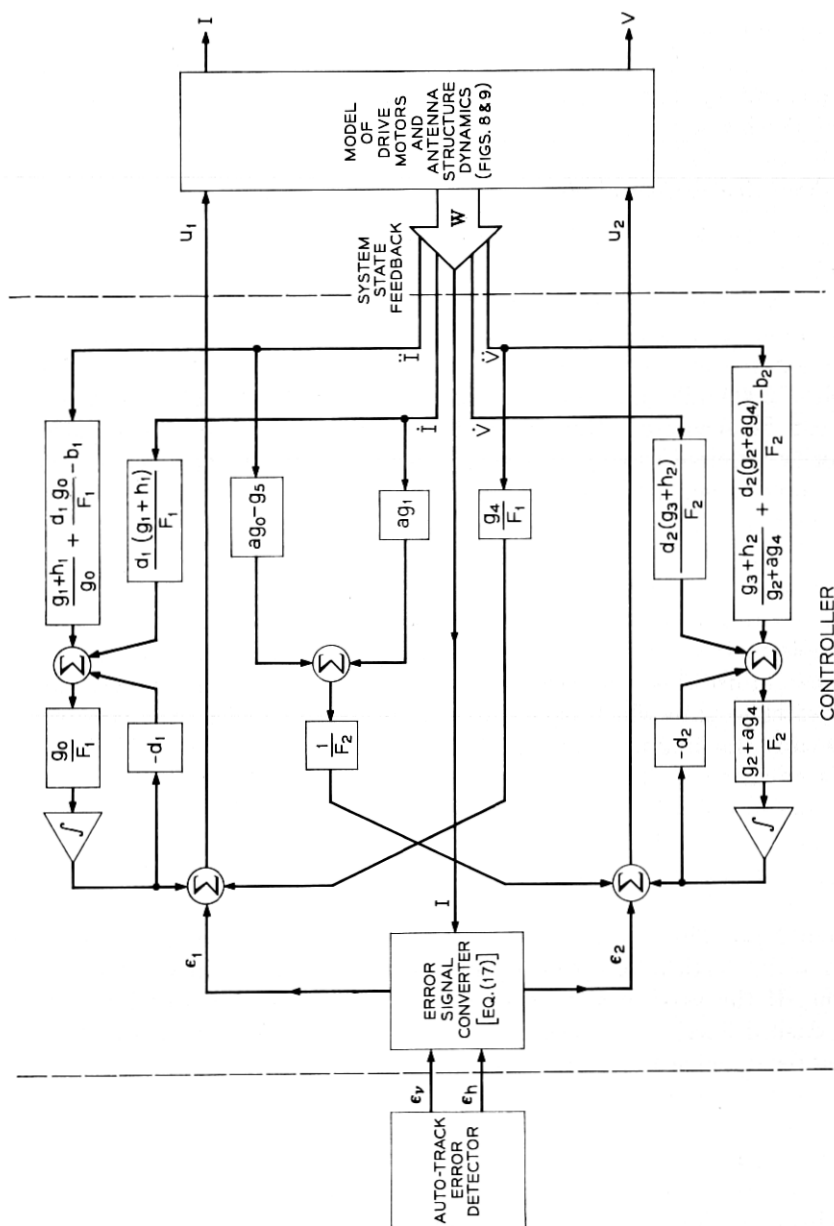 AUTO-TRACK
ERROR
DETECTOR
ϵv
ϵh
ERROR
SIGNAL
CONVERTER
[EQ. (17)]
ϵ1
ϵ2
I
Σ
Σ
∫
g0
F1
-d1
Σ
g1+h1
g0
+
d1 g0
F1
-b1
d1 (g1+h1)
F1
ag0-g5
ag1
Σ
1
F2
g4
F1
d2(g3+h2)
F2
g3+h2
g2+ag4
+
d2(g2+ag4)
F2
-b2
Σ
-d2
g2+ag4
F2
∫
Ï
İ
V̇
V̈
CONTROLLER
SYSTEM
STATE
FEEDBACK
W
u1
u2
MODEL
OF
DRIVE
MOTORS
AND
ANTENNA
STRUCTURE
DYNAMICS
(FIGS. 8 & 9)
I
V